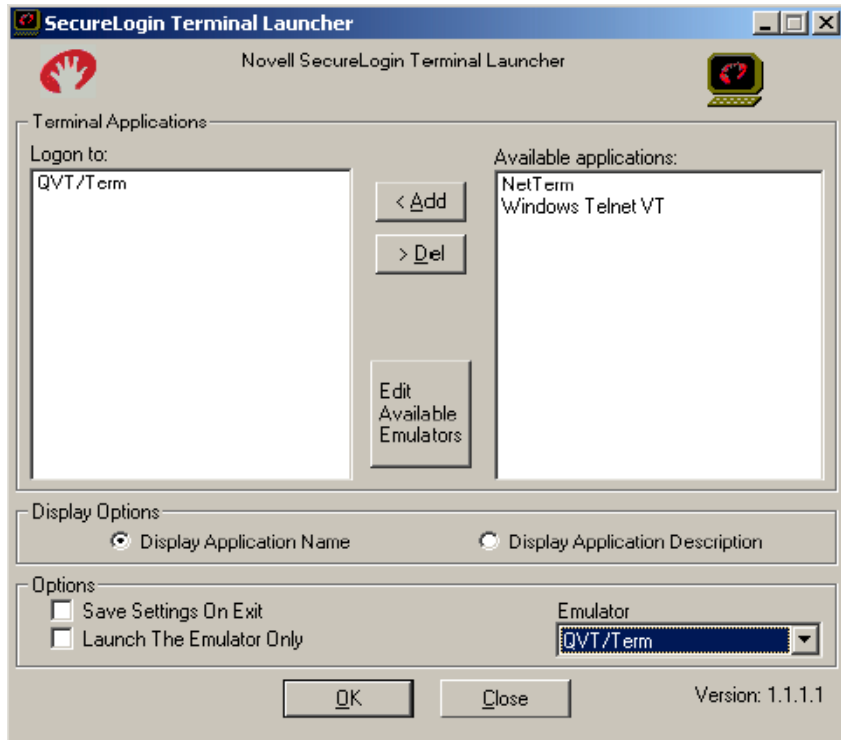 SecureLogin Terminal Launcher
Novell SecureLogin Terminal Launcher
Terminal Applications
Logon to:
QVT/Term
< Add
> Del
Edit
Available
Emulators
Available applications:
NetTerm
Windows Telnet VT
Display Options
Display Application Name
Display Application Description
Options
Save Settings On Exit
Launch The Emulator Only
Emulator
QVT/Term
OK
Close
Version: 1.1.1.1